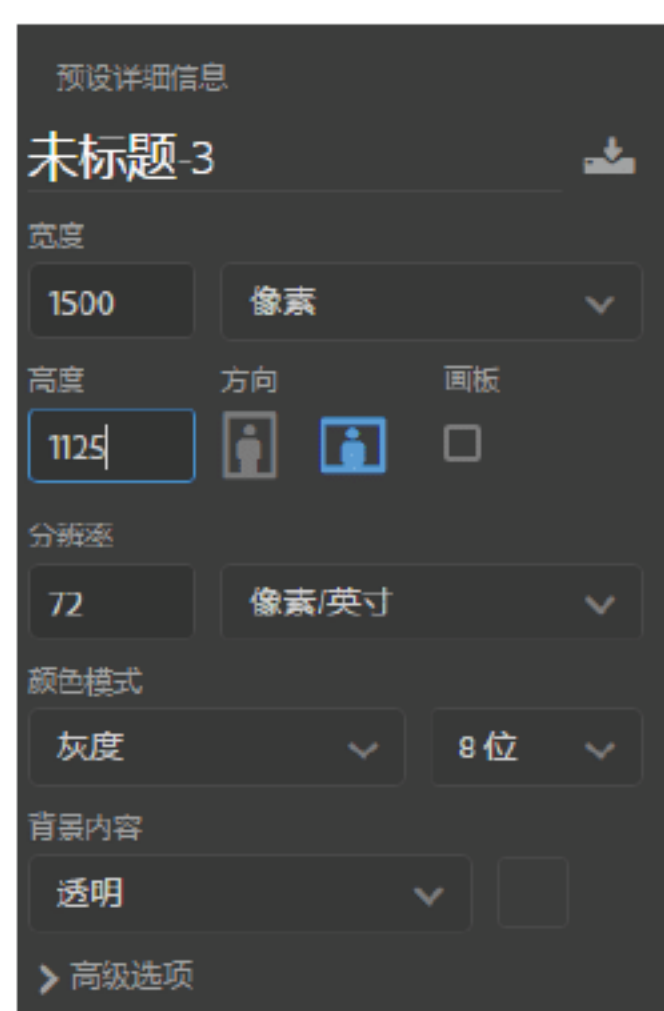 预设详细信息
未标题-3
宽度
1500 像素
高度 方向 画板
1125
分辨率
72 像素/英寸
颜色模式
灰度 8 位
背景内容
透明
高级选项